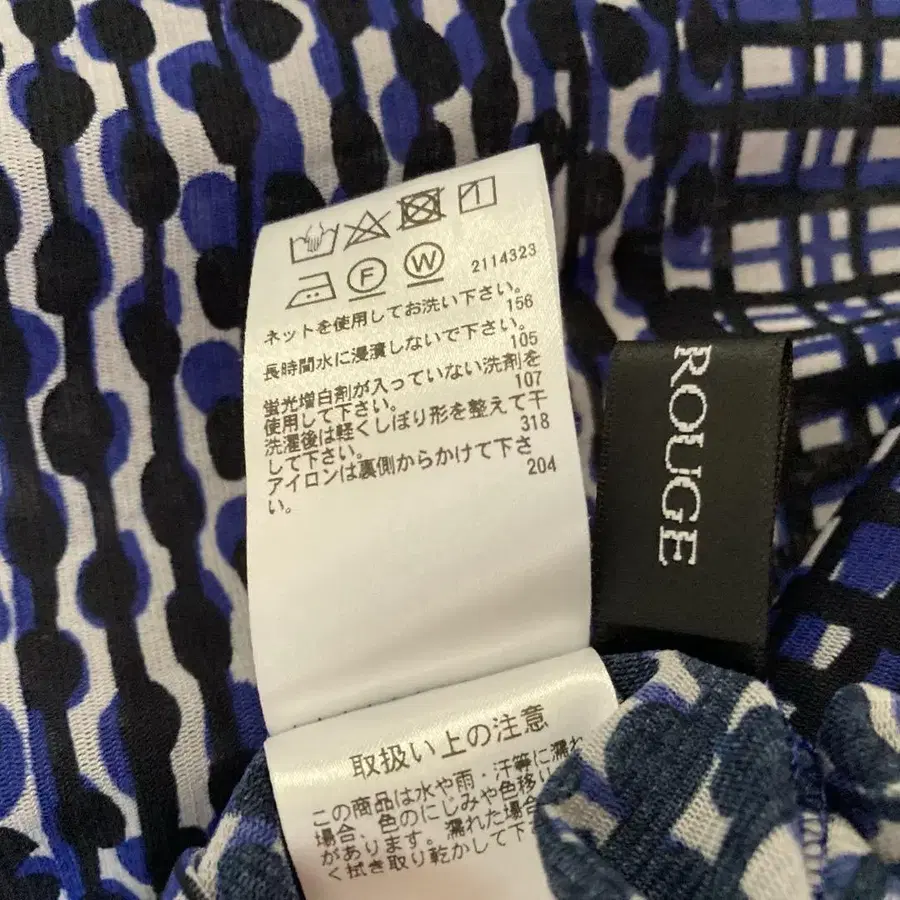 F W 2114323
ネットを使用してお洗い下さい。
156
長時間水に浸漬しないで下さい。
105
蛍光増白剤が入っていない洗剤を
使用して下さい。
107
洗濯後は軽くしぼり形を整えて干
して下さい。
318
アイロンは裏側からかけて下さ
い。
204
ROUGE
取扱い上の注意
この商品は水や雨・汗等に濡れ
場合、色のにじみや色移り
があります。濡れた場合
く拭き取り乾かして下